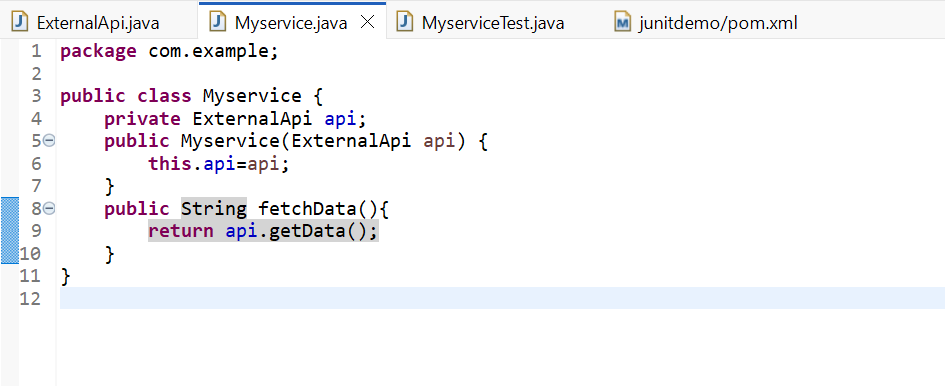 ExternalApi.java Myservice.java MyserviceTest.java junitdemo/pom.xml
1 package com.example;
2
3 public class Myservice {
4     private ExternalApi api;
5     public Myservice(ExternalApi api) {
6         this.api=api;
7     }
8     public String fetchData(){
9         return api.getData();
10     }
11 }
12